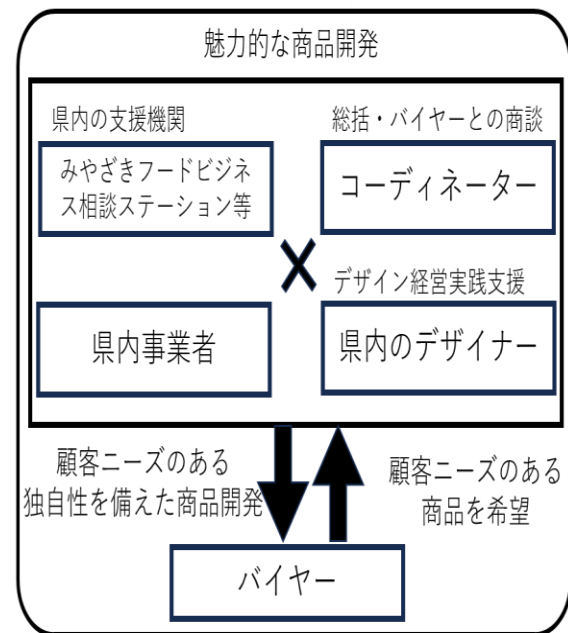 魅力的な商品開発
県内の支援機関
みやざきフードビジネ
ス相談ステーション等
総括・バイヤーとの商談
コーディネーター
県内事業者
デザイン経営実践支援
県内のデザイナー
顧客ニーズのある
独自性を備えた商品開発
顧客ニーズのある
商品を希望
バイヤー